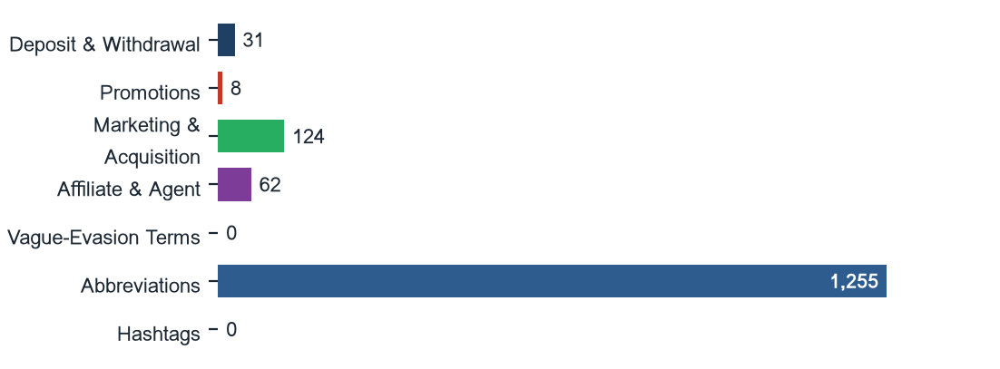 Deposit & Withdrawal 31
Promotions 8
Marketing &
Acquisition 124
Affiliate & Agent 62
Vague-Evasion Terms 0
Abbreviations 1,255
Hashtags 0